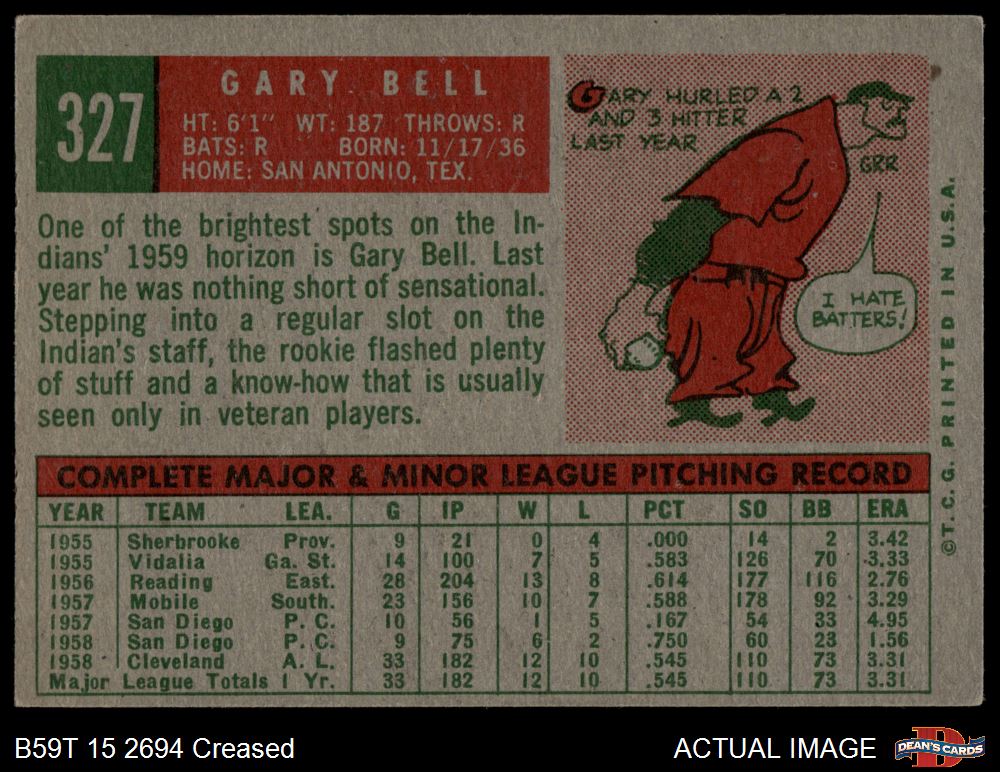 327
GARY BELL
HT: 6'1" WT: 187 THROWS: R
BATS: R BORN: 11/17/36
HOME: SAN ANTONIO, TEX.
One of the brightest spots on the In-
dians' 1959 horizon is Gary Bell. Last
year he was nothing short of sensational.
Stepping into a regular slot on the
Indian's staff, the rookie flashed plenty
of stuff and a know-how that is usually
seen only in veteran players.
GARY HURLED A 2
AND 3 HITTER
LAST YEAR
GRR
I HATE
BATTERS!
©T.C.G. PRINTED IN U.S.A.
COMPLETE MAJOR & MINOR LEAGUE PITCHING RECORD
YEAR TEAM LEA. G IP W L PCT SO BB ERA
1955 Sherbrooke Prov. 9 21 0 4 .000 14 2 3.42
1955 Vidalia Ga. St. 14 100 7 5 .583 126 70 3.33
1956 Reading East. 28 204 13 8 .614 177 116 2.76
1957 Mobile South. 23 156 10 7 .588 178 92 3.29
1957 San Diego P. C. 10 56 1 5 .167 54 33 4.95
1958 San Diego P. C. 9 75 6 2 .750 60 23 1.56
1958 Cleveland A. L. 33 182 12 10 .545 110 73 3.31
Major League Totals 1 Yr. 33 182 12 10 .545 110 73 3.31
B59T 15 2694 Creased
ACTUAL IMAGE
DEAN'S CARDS